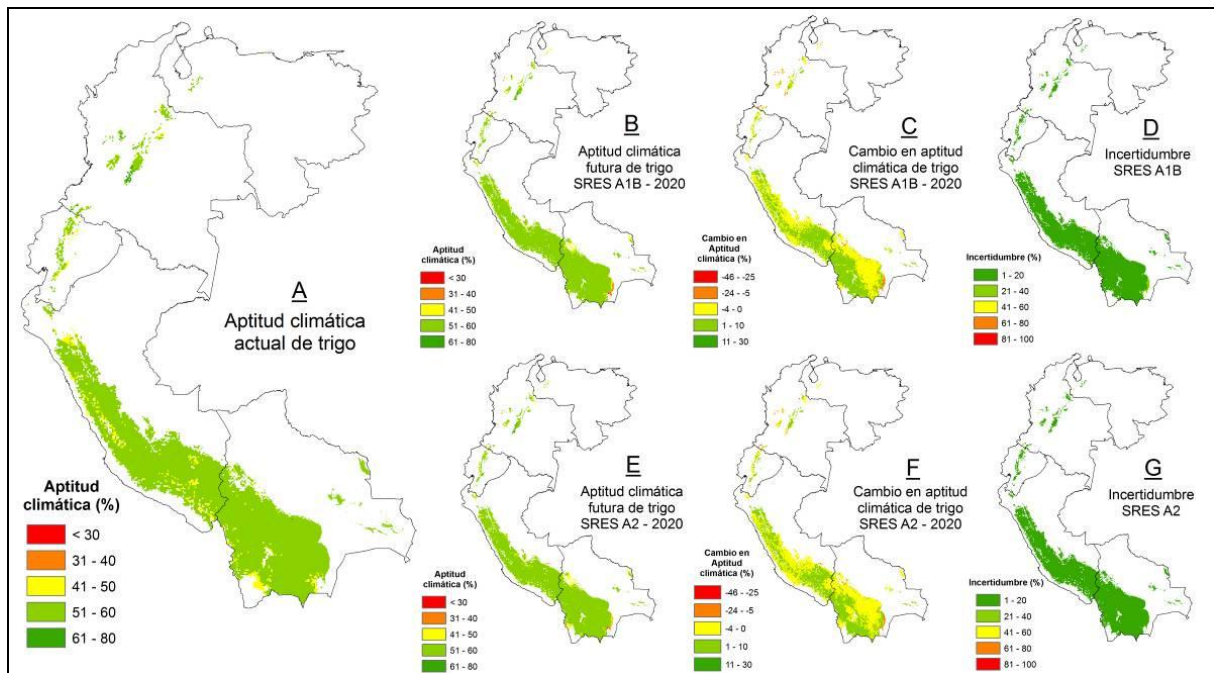 A
Aptitud climática
actual de trigo
Aptitud
climática (%)
< 30
31 - 40
41 - 50
51 - 60
61 - 80
B
Aptitud climática
futura de trigo
SRES A1B - 2020
Aptitud
climática (%)
< 30
31 - 40
41 - 50
51 - 60
61 - 80
C
Cambio en aptitud
climática de trigo
SRES A1B - 2020
Cambio en
Aptitud
climática (%)
-46 - -25
-24 - -5
-4 - 0
1 - 10
11 - 30
D
Incertidumbre
SRES A1B
Incertidumbre (%)
1 - 20
21 - 40
41 - 60
61 - 80
81 - 100
E
Aptitud climática
futura de trigo
SRES A2 - 2020
Aptitud
climática (%)
< 30
31 - 40
41 - 50
51 - 60
61 - 80
F
Cambio en aptitud
climática de trigo
SRES A2 - 2020
Cambio en
Aptitud
climática (%)
-46 - -25
-24 - -5
-4 - 0
1 - 10
11 - 30
G
Incertidumbre
SRES A2
Incertidumbre (%)
1 - 20
21 - 40
41 - 60
61 - 80
81 - 100